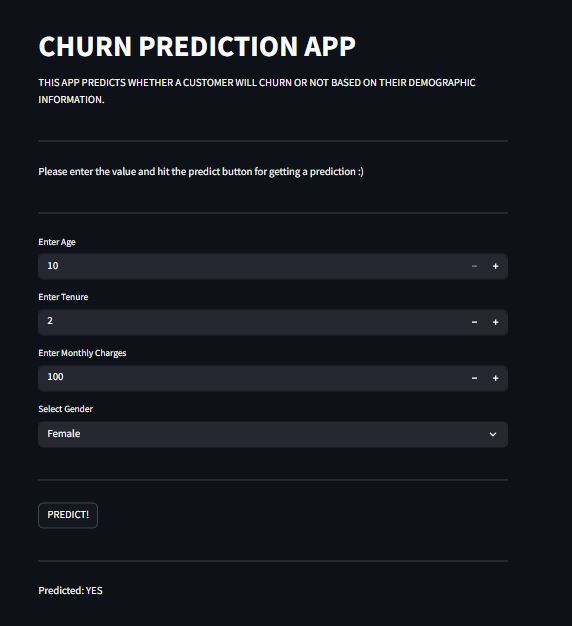 CHURN PREDICTION APP
THIS APP PREDICTS WHETHER A CUSTOMER WILL CHURN OR NOT BASED ON THEIR DEMOGRAPHIC
INFORMATION.
Please enter the value and hit the predict button for getting a prediction :)
Enter Age
10 − +
Enter Tenure
2 − +
Enter Monthly Charges
100 − +
Select Gender
Female
PREDICT!
Predicted: YES